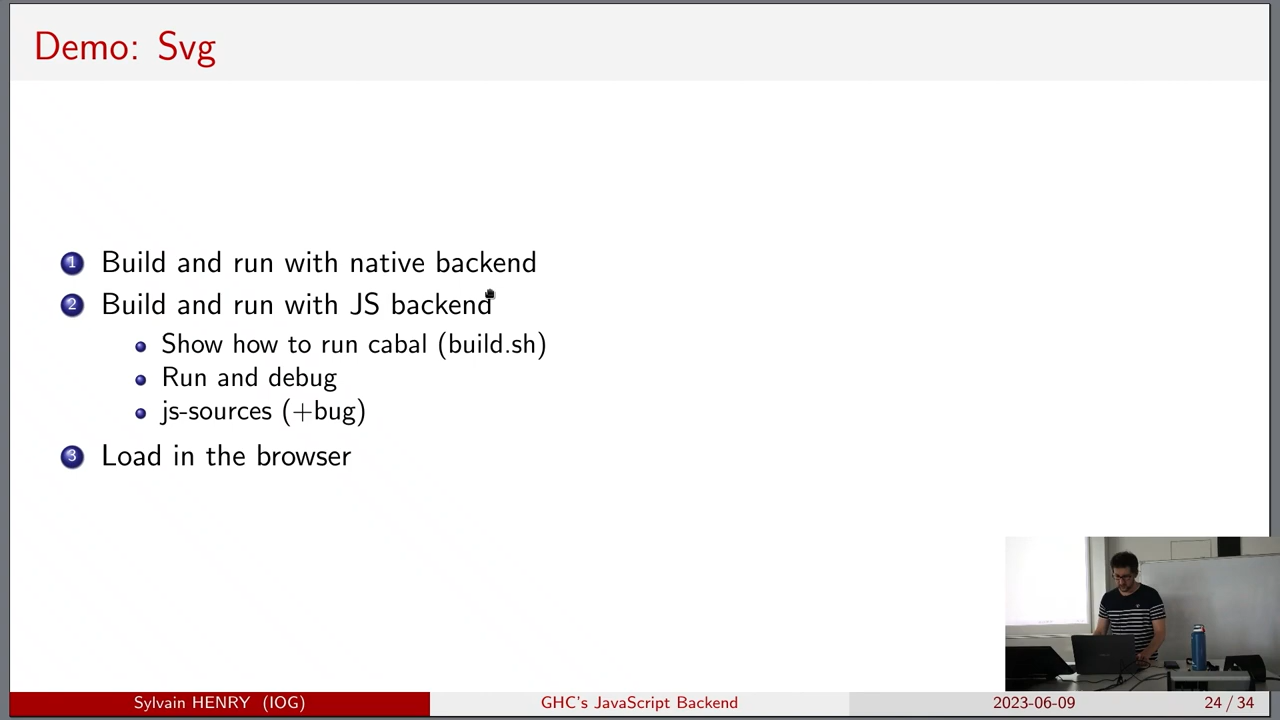 Demo: Svg
1 Build and run with native backend
2 Build and run with JS backend
Show how to run cabal (build.sh)
Run and debug
js-sources (+bug)
3 Load in the browser
Sylvain HENRY (IOG) GHC's JavaScript Backend 2023-06-09 24 / 34